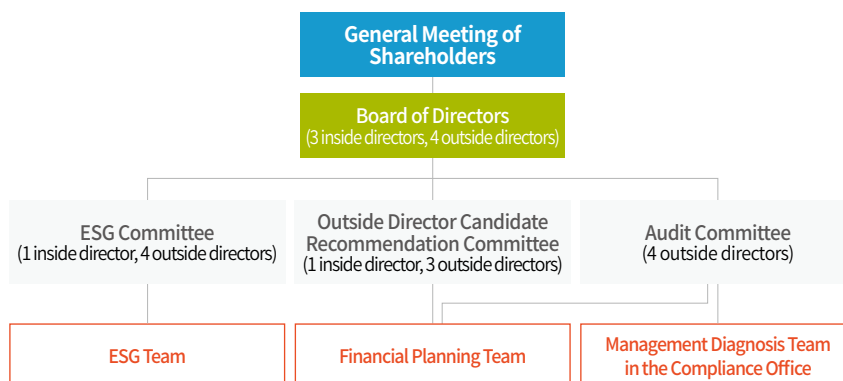 General Meeting of
Shareholders
Board of Directors
(3 inside directors, 4 outside directors)
ESG Committee
(1 inside director, 4 outside directors)
Outside Director Candidate
Recommendation Committee
(1 inside director, 3 outside directors)
Audit Committee
(4 outside directors)
ESG Team
Financial Planning Team
Management Diagnosis Team
in the Compliance Office